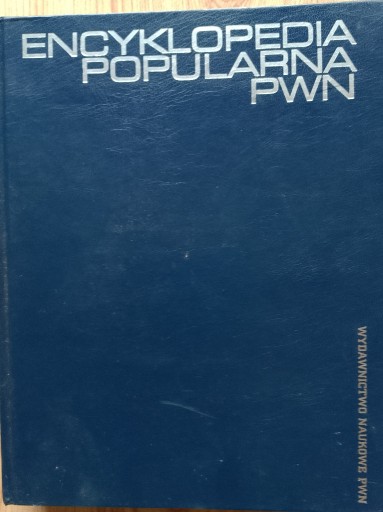 ENCYKLOPEDIA
POPULARNA
PWN
WYDAWNICTWO NAUKOWE PWN